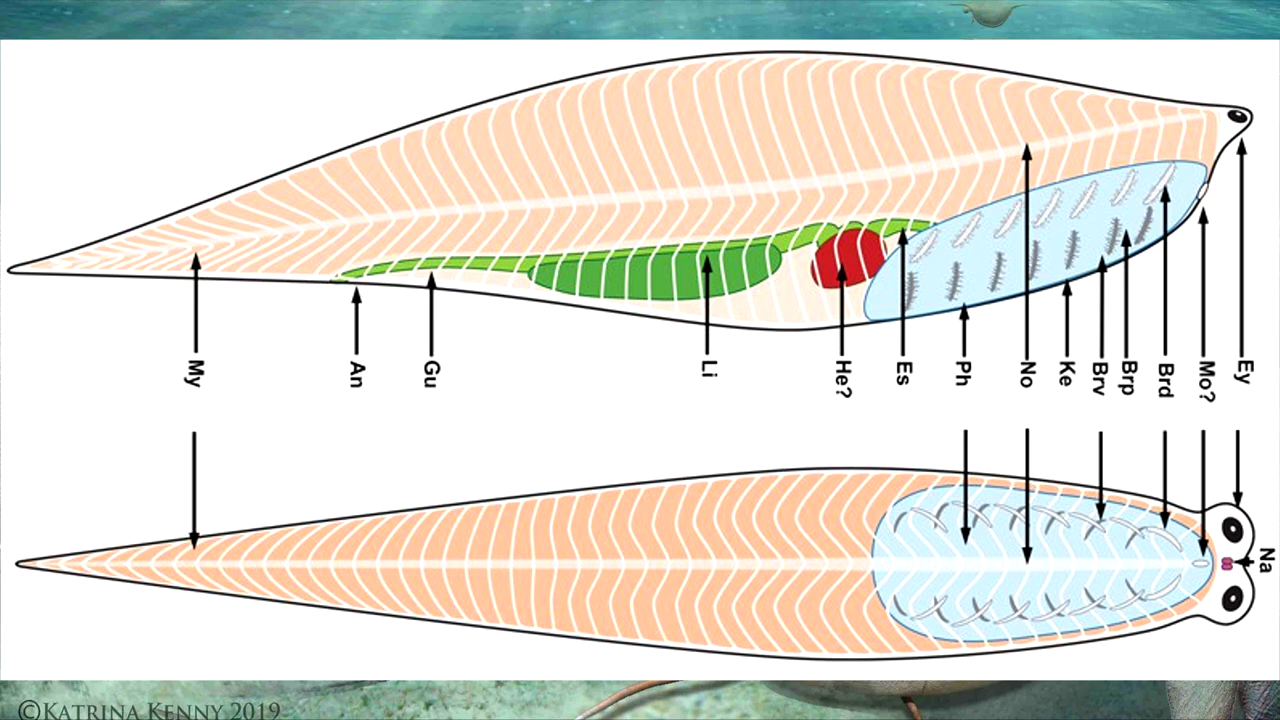 My
An
Gu
Li
He?
Es
Ph
No
Ke
Brv
Brp
Brd
Mo?
Ey
Na
©KATRINA KENNY 2019